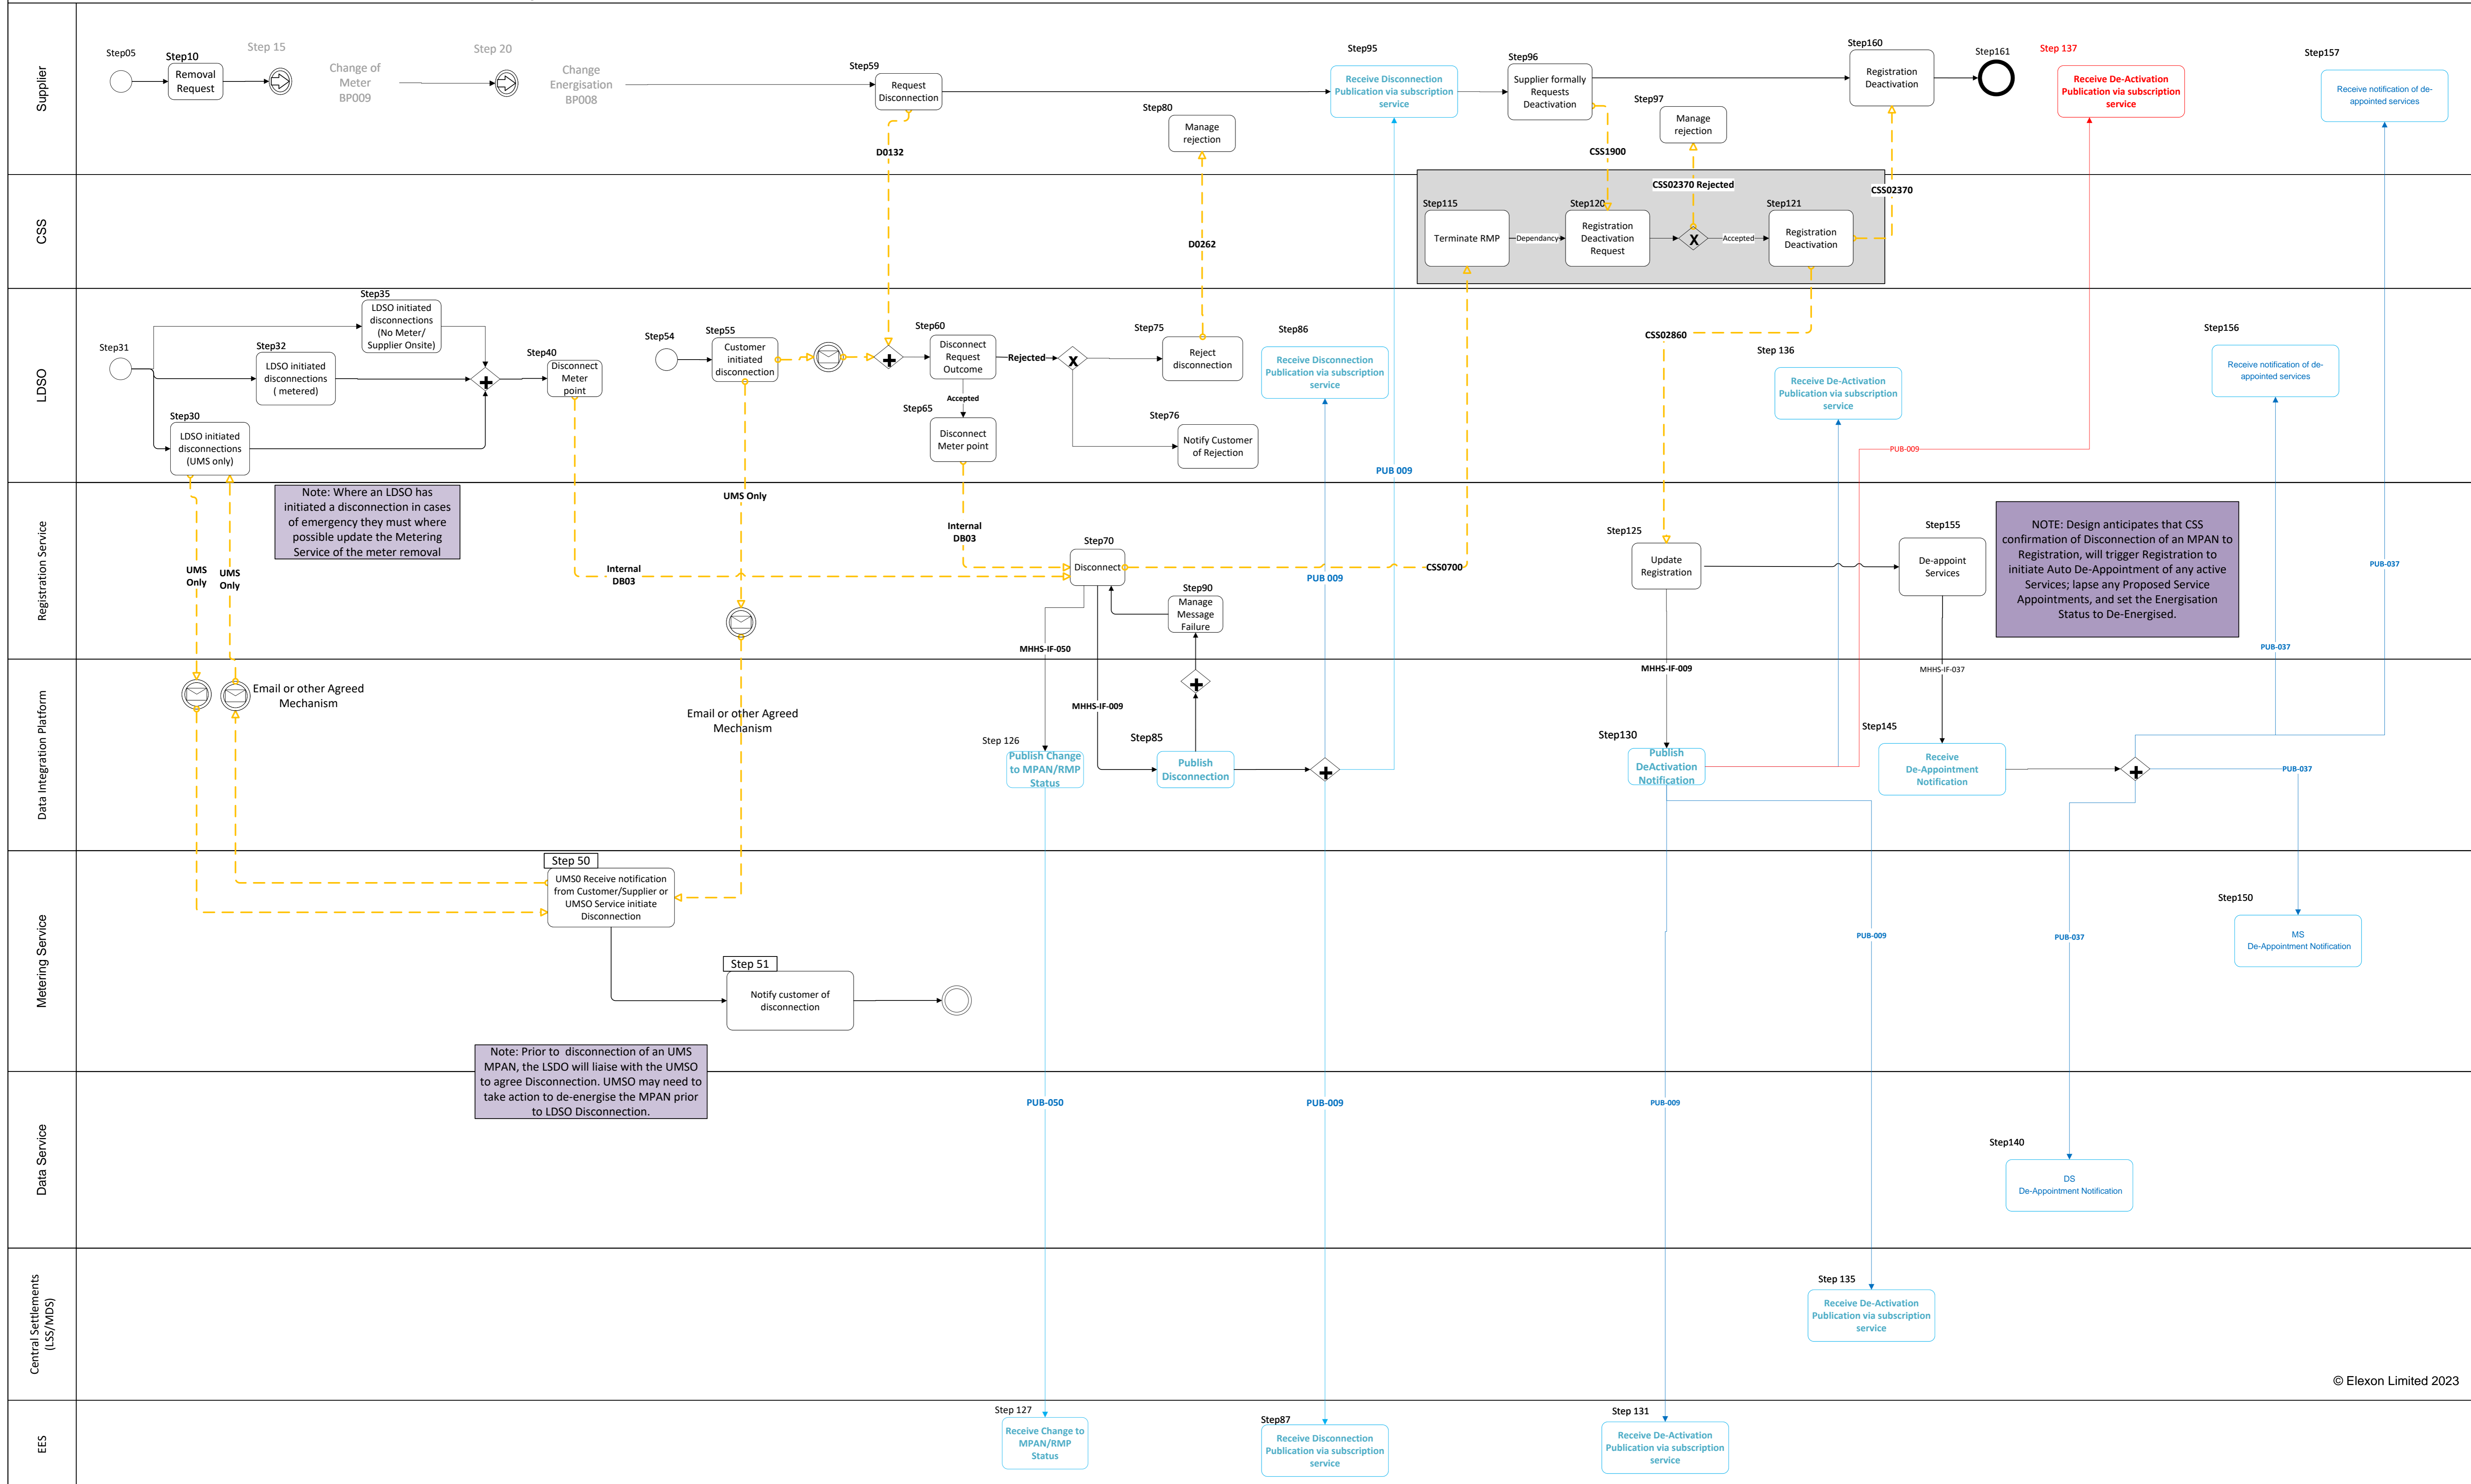 Supplier
Step05
Step10
Removal
Request
Step 15
Change of
Meter
BP009
Step 20
Change
Energisation
BP008
Step59
Request
Disconnection
D0132
Step80
Manage
rejection
Step95
Receive Disconnection
Publication via subscription
service
Step96
Supplier formally
Requests
Deactivation
CSS1900
Step97
Manage
rejection
Step160
Registration
Deactivation
Step161
Step 137
Receive De-Activation
Publication via subscription
service
Step157
Receive notification of de-
appointed services
CSS
D0262
Step115
Terminate RMP
Dependancy
Step120
Registration
Deactivation
Request
CSS02370 Rejected
X
Accepted
Step121
Registration
Deactivation
CSS02370
LDSO
Step31
Step35
LDSO initiated
disconnections
(No Meter/
Supplier Onsite)
Step32
LDSO initiated
disconnections
( metered)
Step30
LDSO initiated
disconnections
(UMS only)
Step40
Disconnect
Meter
point
Step54
Step55
Customer
initiated
disconnection
Step60
Disconnect
Request
Outcome
Rejected
X
Accepted
Step65
Disconnect
Meter point
Step75
Reject
disconnection
Step76
Notify Customer
of Rejection
Step86
Receive Disconnection
Publication via subscription
service
PUB 009
CSS02860
Step 136
Receive De-Activation
Publication via subscription
service
PUB-009
Step156
Receive notification of de-
appointed services
Registration Service
UMS
Only
UMS
Only
Note: Where an LDSO has
initiated a disconnection in cases
of emergency they must where
possible update the Metering
Service of the meter removal
Internal
DB03
UMS Only
Internal
DB03
Step70
Disconnect
Step90
Manage
Message
Failure
MHHS-IF-050
PUB 009
CSS0700
Step125
Update
Registration
MHHS-IF-009
Step155
De-appoint
Services
MHHS-IF-037
NOTE: Design anticipates that CSS
confirmation of Disconnection of an MPAN to
Registration, will trigger Registration to
initiate Auto De-Appointment of any active
Services; lapse any Proposed Service
Appointments, and set the Energisation
Status to De-Energised.
PUB-037
PUB-037
Data Integration Platform
Email or other Agreed
Mechanism
Email or other Agreed
Mechanism
MHHS-IF-009
Step 126
Publish Change
to MPAN/RMP
Status
Step85
Publish
Disconnection
Step130
Publish
DeActivation
Notification
Step145
Receive
De-Appointment
Notification
PUB-037
Metering Service
Step 50
UMS0 Receive notification
from Customer/Supplier or
UMSO Service initiate
Disconnection
Step 51
Notify customer of
disconnection
PUB-009
PUB-037
Step150
MS
De-Appointment Notification
Note: Prior to disconnection of an UMS
MPAN, the LSDO will liaise with the UMSO
to agree Disconnection. UMSO may need to
take action to de-energise the MPAN prior
to LDSO Disconnection.
Data Service
PUB-050
PUB-009
PUB-009
Step140
DS
De-Appointment Notification
Central Settlements
(LSS/MDS)
Step 135
Receive De-Activation
Publication via subscription
service
© Elexon Limited 2023
EES
Step 127
Receive Change to
MPAN/RMP
Status
Step87
Receive Disconnection
Publication via subscription
service
Step 131
Receive De-Activation
Publication via subscription
service